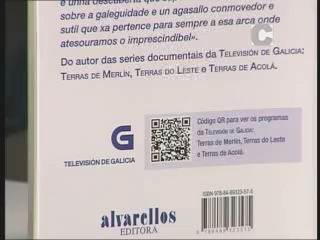 e unha descuberta
sobre a galeguidade e un agasallo conmovedor e
sutil que xa pertence para sempre a esa arca onde
atesouramos o imprescindíbel».
Do autor das series documentais da TELEVISIÓN DE GALICIA:
TERRAS DE MERLÍN, TERRAS DO LESTE E TERRAS DE ACOLÁ.
G
TELEVISIÓN DE GALICIA
Código QR para ver os programas
da TELEVISIÓN DE GALICIA:
Terras de Merlín, Terras do Leste
e Terras de Acolá.
alvarellos
EDITORA
C